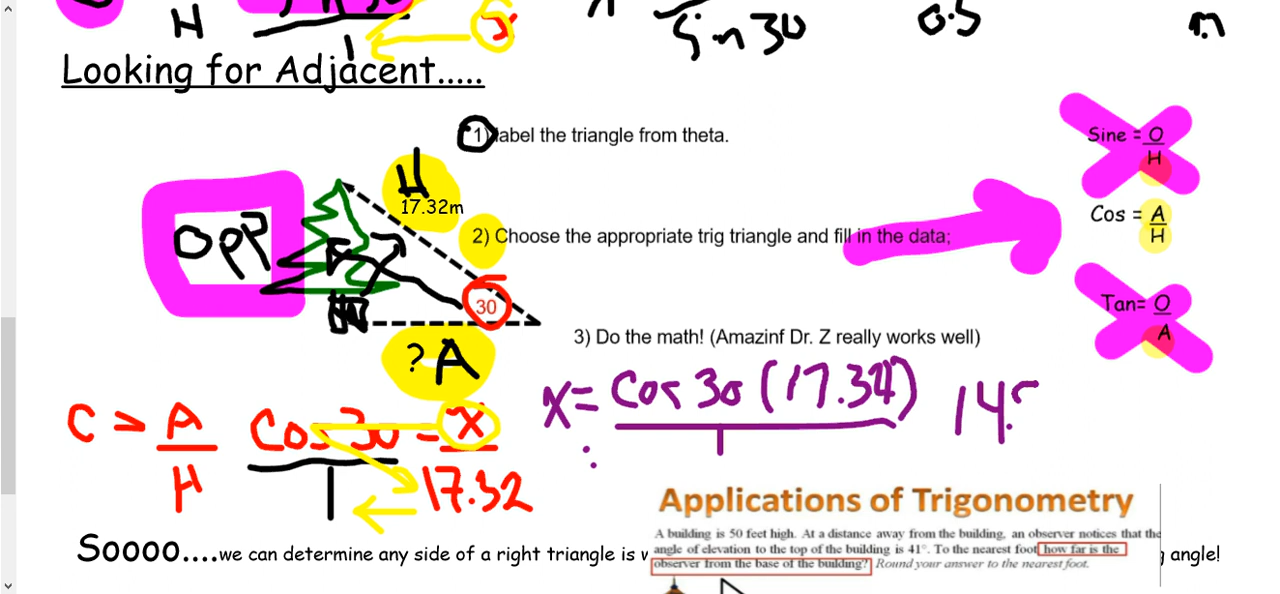 H
1
Sin 30
0.5
m
Looking for Adjacent.....
1) Label the triangle from theta.
Sine = O
H
H
17.32m
Opp
2) Choose the appropriate trig triangle and fill in the data;
Cos = A
H
30
Tan= O
A
3) Do the math! (Amazinf Dr. Z really works well)
? A
x = Cos 30 (17.32)
1
14.
C = A
H
Cos 30 = x
1
17.32
Applications of Trigonometry
A building is 50 feet high. At a distance away from the building, an observer notices that the
angle of elevation to the top of the building is 41°. To the nearest foot how far is the
observer from the base of the building? Round your answer to the nearest foot.
Soooo....we can determine any side of a right triangle is
angle!